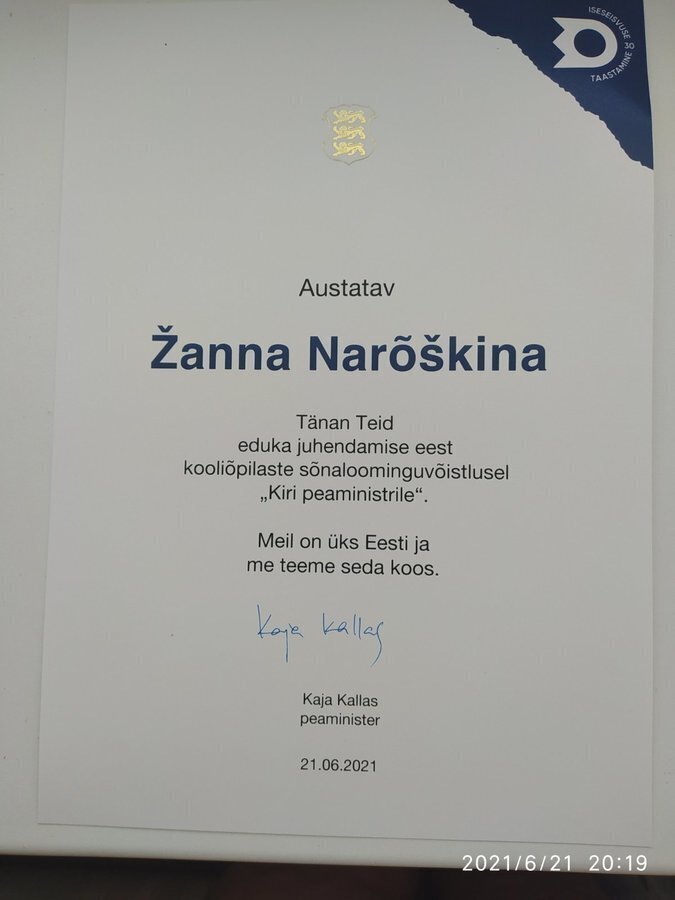 ISESEISVUSE 30
TAASTAMINE
Austatav
Žanna Narõškina
Tänan Teid
eduka juhendamise eest
kooliõpilaste sõnaloominguvõistlusel
„Kiri peaministrile“.
Meil on üks Eesti ja
me teeme seda koos.
Kaja Kallas
Kaja Kallas
peaminister
21.06.2021
2021/6/21 20:19